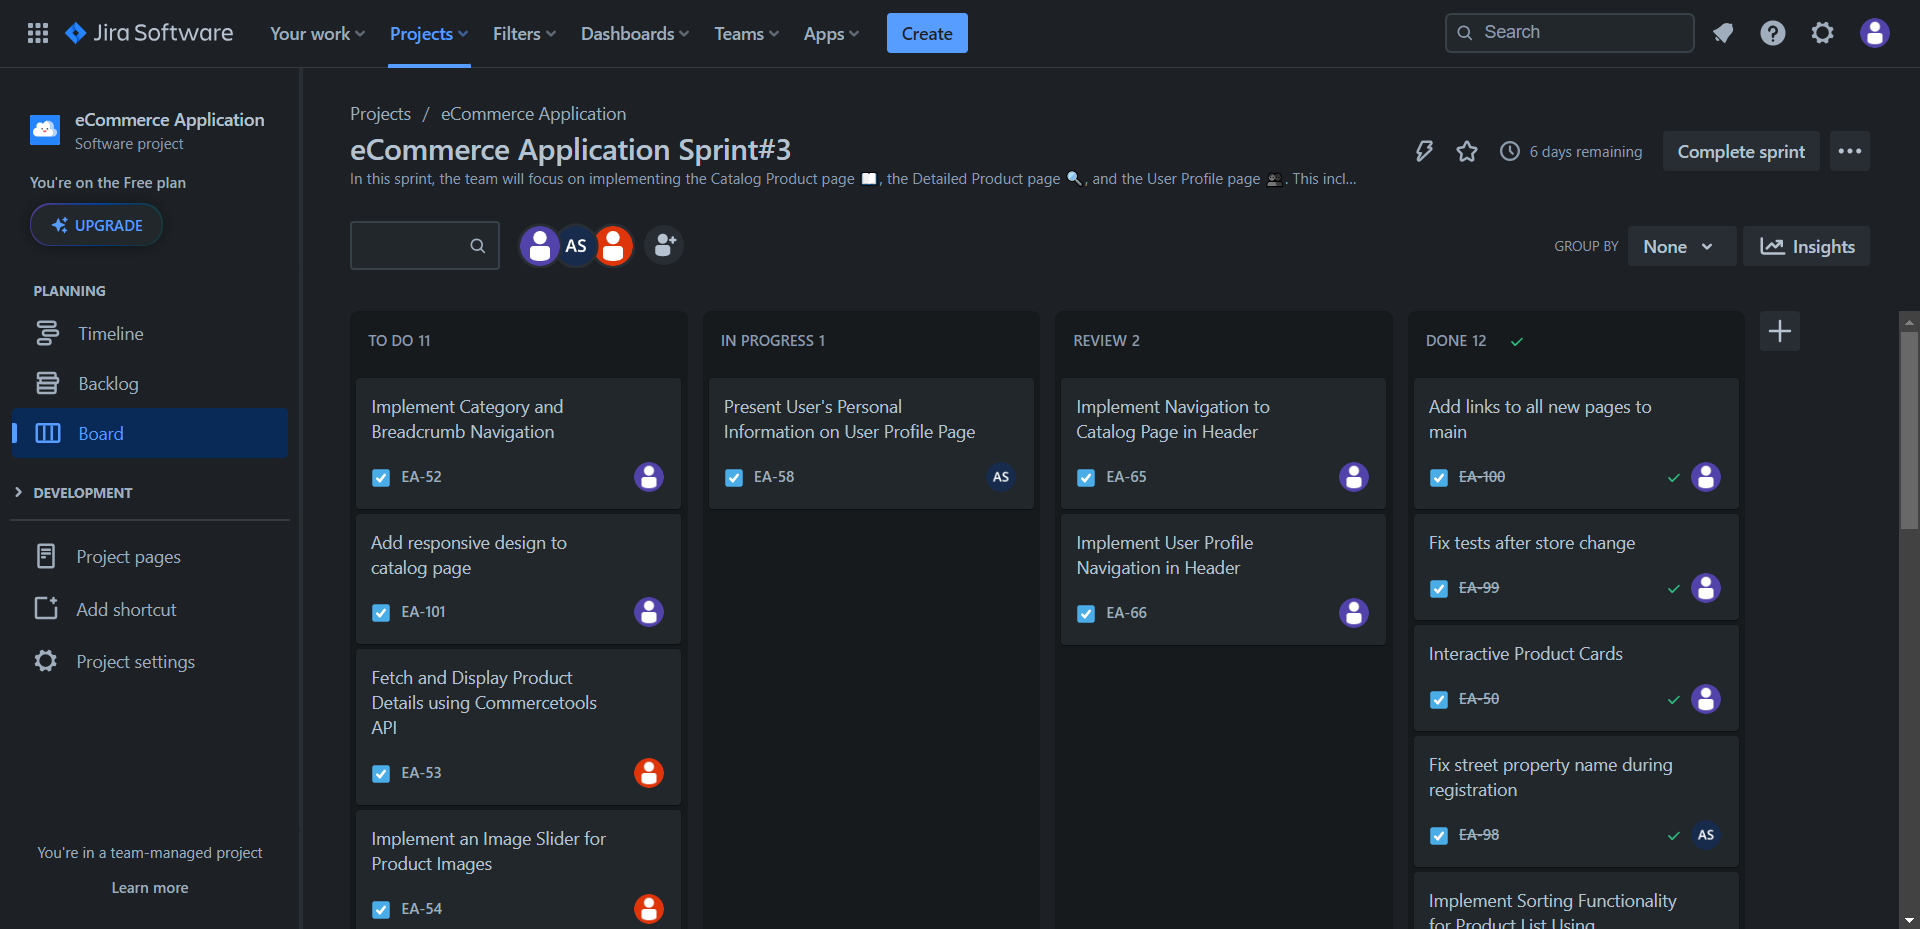 Jira Software
Your work
Projects
Filters
Dashboards
Teams
Apps
Create
Search
eCommerce Application
Software project
You're on the Free plan
UPGRADE
PLANNING
Timeline
Backlog
Board
DEVELOPMENT
Project pages
Add shortcut
Project settings
You're in a team-managed project
Learn more
Projects / eCommerce Application
eCommerce Application Sprint#3
In this sprint, the team will focus on implementing the Catalog Product page 📖, the Detailed Product page 🔍, and the User Profile page 👥. This incl...
6 days remaining
Complete sprint
AS
GROUP BY
None
Insights
TO DO 11
Implement Category and
Breadcrumb Navigation
EA-52
Add responsive design to
catalog page
EA-101
Fetch and Display Product
Details using Commercetools
API
EA-53
Implement an Image Slider for
Product Images
EA-54
IN PROGRESS 1
Present User's Personal
Information on User Profile Page
EA-58
AS
REVIEW 2
Implement Navigation to
Catalog Page in Header
EA-65
Implement User Profile
Navigation in Header
EA-66
DONE 12
Add links to all new pages to
main
EA-100
Fix tests after store change
EA-99
Interactive Product Cards
EA-50
Fix street property name during
registration
EA-98
AS
Implement Sorting Functionality
for Product List Using